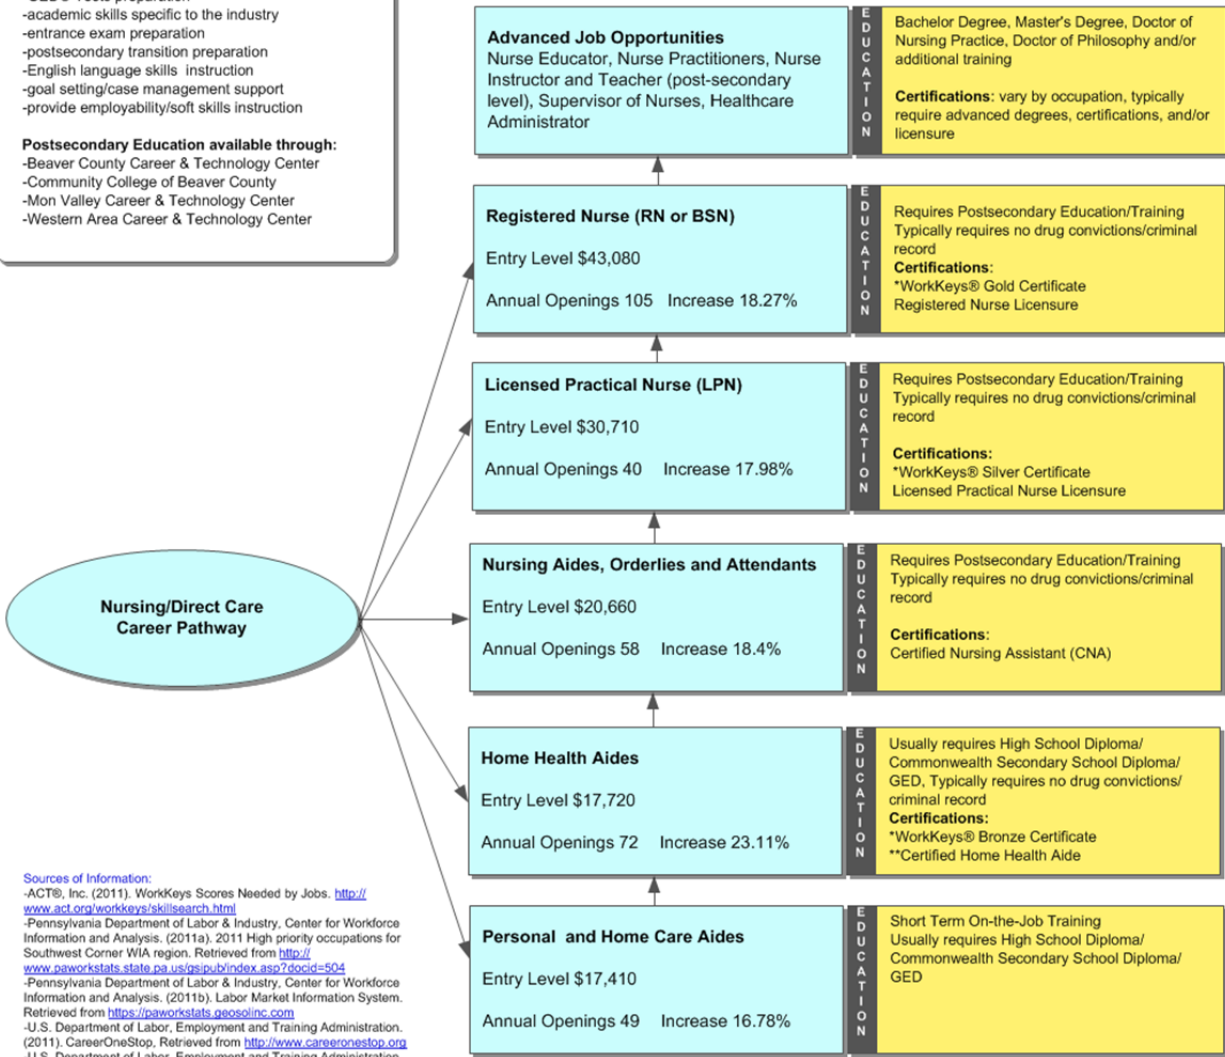 -academic skills specific to the industry
-entrance exam preparation
-postsecondary transition preparation
-English language skills instruction
-goal setting/case management support
-provide employability/soft skills instruction
Postsecondary Education available through:
-Beaver County Career & Technology Center
-Community College of Beaver County
-Mon Valley Career & Technology Center
-Western Area Career & Technology Center
Advanced Job Opportunities
Nurse Educator, Nurse Practitioners, Nurse
Instructor and Teacher (post-secondary
level), Supervisor of Nurses, Healthcare
Administrator
EDUCATION
Bachelor Degree, Master's Degree, Doctor of
Nursing Practice, Doctor of Philosophy and/or
additional training
Certifications: vary by occupation, typically
require advanced degrees, certifications, and/or
licensure
Registered Nurse (RN or BSN)
Entry Level $43,080
Annual Openings 105 Increase 18.27%
EDUCATION
Requires Postsecondary Education/Training
Typically requires no drug convictions/criminal
record
Certifications:
*WorkKeys® Gold Certificate
Registered Nurse Licensure
Licensed Practical Nurse (LPN)
Entry Level $30,710
Annual Openings 40 Increase 17.98%
EDUCATION
Requires Postsecondary Education/Training
Typically requires no drug convictions/criminal
record
Certifications:
*WorkKeys® Silver Certificate
Licensed Practical Nurse Licensure
Nursing/Direct Care
Career Pathway
Nursing Aides, Orderlies and Attendants
Entry Level $20,660
Annual Openings 58 Increase 18.4%
EDUCATION
Requires Postsecondary Education/Training
Typically requires no drug convictions/criminal
record
Certifications:
Certified Nursing Assistant (CNA)
Home Health Aides
Entry Level $17,720
Annual Openings 72 Increase 23.11%
EDUCATION
Usually requires High School Diploma/
Commonwealth Secondary School Diploma/
GED, Typically requires no drug convictions/
criminal record
Certifications:
*WorkKeys® Bronze Certificate
**Certified Home Health Aide
Personal and Home Care Aides
Entry Level $17,410
Annual Openings 49 Increase 16.78%
EDUCATION
Short Term On-the-Job Training
Usually requires High School Diploma/
Commonwealth Secondary School Diploma/
GED
Sources of Information:
-ACT®, Inc. (2011). WorkKeys Scores Needed by Jobs. http://
www.act.org/workkeys/skillsearch.html
-Pennsylvania Department of Labor & Industry, Center for Workforce
Information and Analysis. (2011a). 2011 High priority occupations for
Southwest Corner WIA region. Retrieved from http://
www.paworkstats.state.pa.us/gsipub/index.asp?docid=504
-Pennsylvania Department of Labor & Industry, Center for Workforce
Information and Analysis. (2011b). Labor Market Information System.
Retrieved from https://paworkstats.geosolinc.com
-U.S. Department of Labor, Employment and Training Administration.
(2011). CareerOneStop, Retrieved from http://www.careeronestop.org
-U.S. Department of Labor, Employment and Training Administration